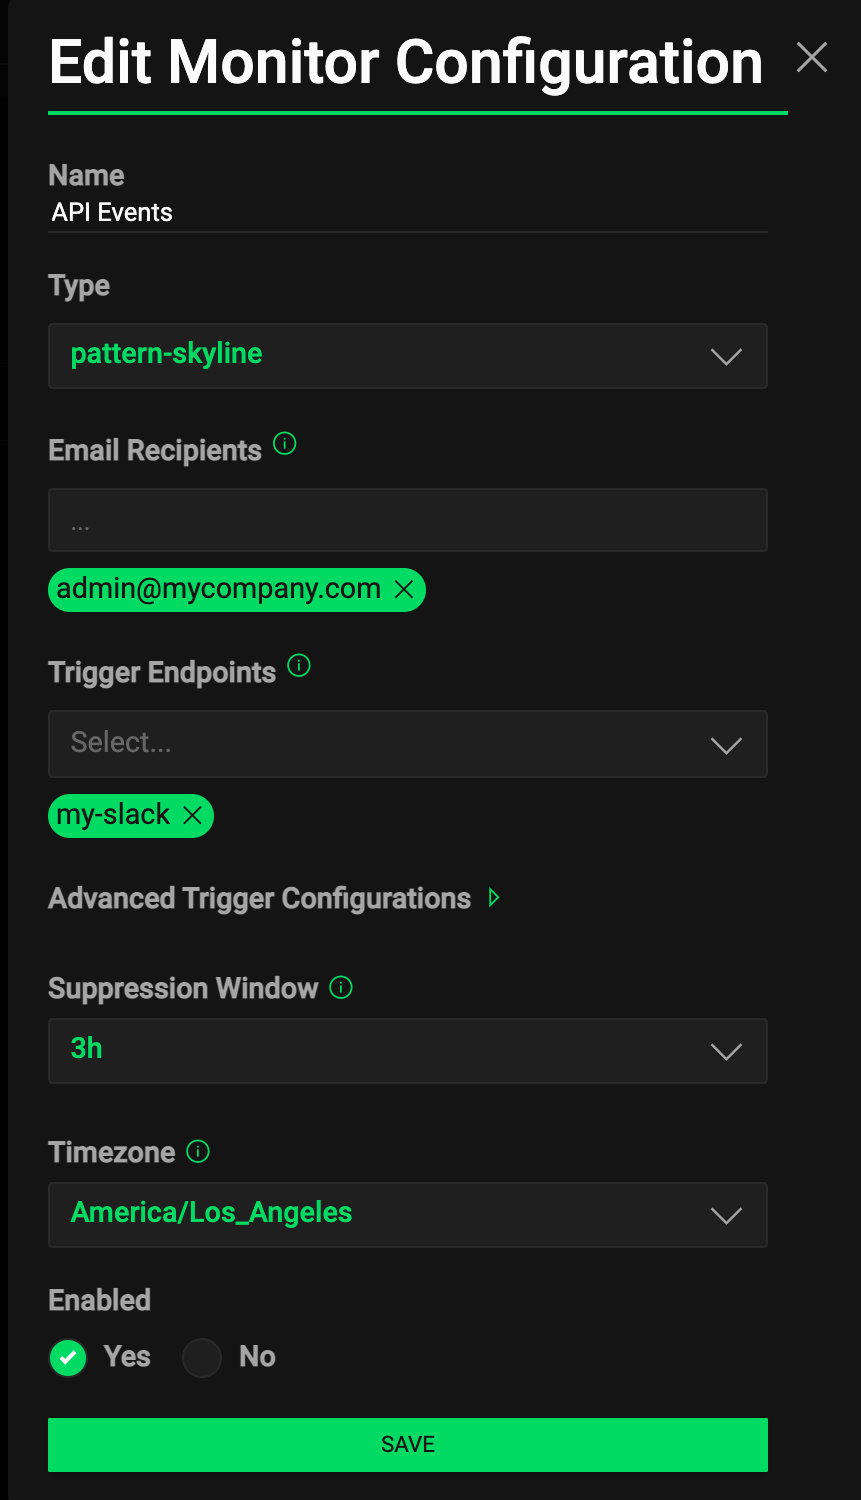 Edit Monitor Configuration
Name
API Events
Type
pattern-skyline
Email Recipients
...
admin@mycompany.com
Trigger Endpoints
Select...
my-slack
Advanced Trigger Configurations
Suppression Window
3h
Timezone
America/Los_Angeles
Enabled
Yes No
SAVE